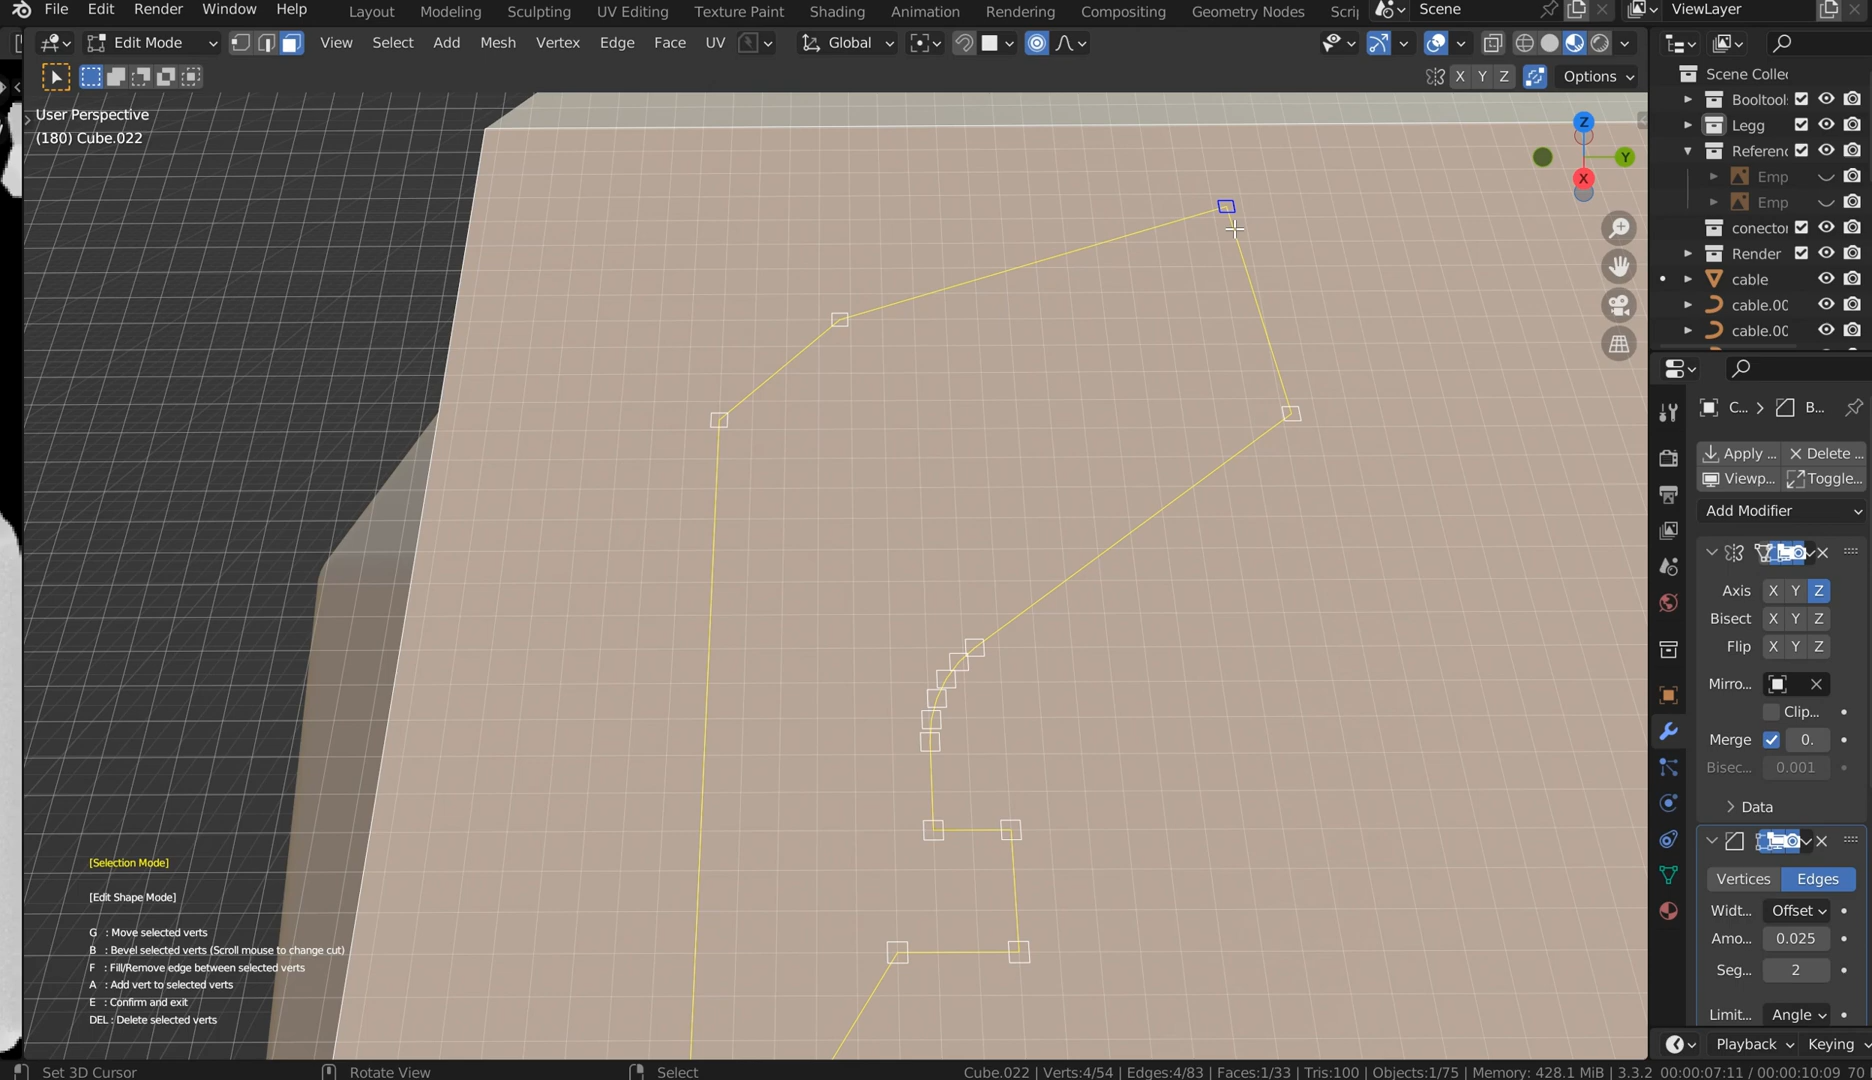 File Edit Render Window Help Layout Modeling Sculpting UV Editing Texture Paint Shading Animation Rendering Compositing Geometry Nodes Scrip Scene ViewLayer
Edit Mode View Select Add Mesh Vertex Edge Face UV Global
X Y Z Options
User Perspective
(180) Cube.022
Z
Y
X
Scene Collec
Booltool
Legg
Referenc
Emp
Emp
conector
Render
cable
cable.00
cable.00
C... > B...
Apply ... Delete ...
Viewp... Toggle...
Add Modifier
Axis X Y Z
Bisect X Y Z
Flip X Y Z
Mirro...
Clip...
Merge 0.
Bisec... 0.001
Data
Vertices Edges
Widt... Offset
Amo... 0.025
Seg... 2
Limit... Angle
Playback Keying
[Selection Mode]
[Edit Shape Mode]
G : Move selected verts
B : Bevel selected verts (Scroll mouse to change cut)
F : Fill/Remove edge between selected verts
A : Add vert to selected verts
E : Confirm and exit
DEL : Delete selected verts
Set 3D Cursor Rotate View Select Cube.022 | Verts:4/54 | Edges:4/83 | Faces:1/33 | Tris:100 | Objects:1/75 | Memory: 428.1 MiB | 3.3.2 00:00:07:11 / 00:00:10:09 70